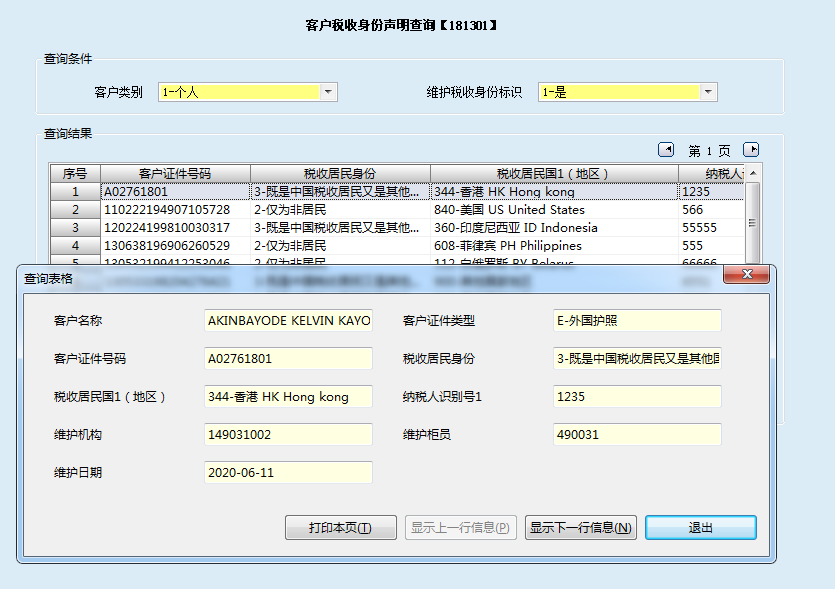 客户税收身份声明查询【181301】
查询条件
客户类别 1-个人 维护税收身份标识 1-是
查询结果
第 1 页
序号 客户证件号码 税收居民身份 税收居民国1（地区） 纳税人
1 A02761801 3-既是中国税收居民又是其他... 344-香港 HK Hong kong 1235
2 110222194907105728 2-仅为非居民 840-美国 US United States 566
3 120224199810030317 3-既是中国税收居民又是其他... 360-印度尼西亚 ID Indonesia 55555
4 130638196906260529 2-仅为非居民 608-菲律宾 PH Philippines 555
5 130532199412253046 2-仅为非居民 112-白俄罗斯 BY Belarus 66666
查询表格
客户名称 AKINBAYODE KELVIN KAYO 客户证件类型 E-外国护照
客户证件号码 A02761801 税收居民身份 3-既是中国税收居民又是其他
税收居民国1（地区） 344-香港 HK Hong kong 纳税人识别号1 1235
维护机构 149031002 维护柜员 490031
维护日期 2020-06-11
打印本页(T) 显示上一行信息(P) 显示下一行信息(N) 退出